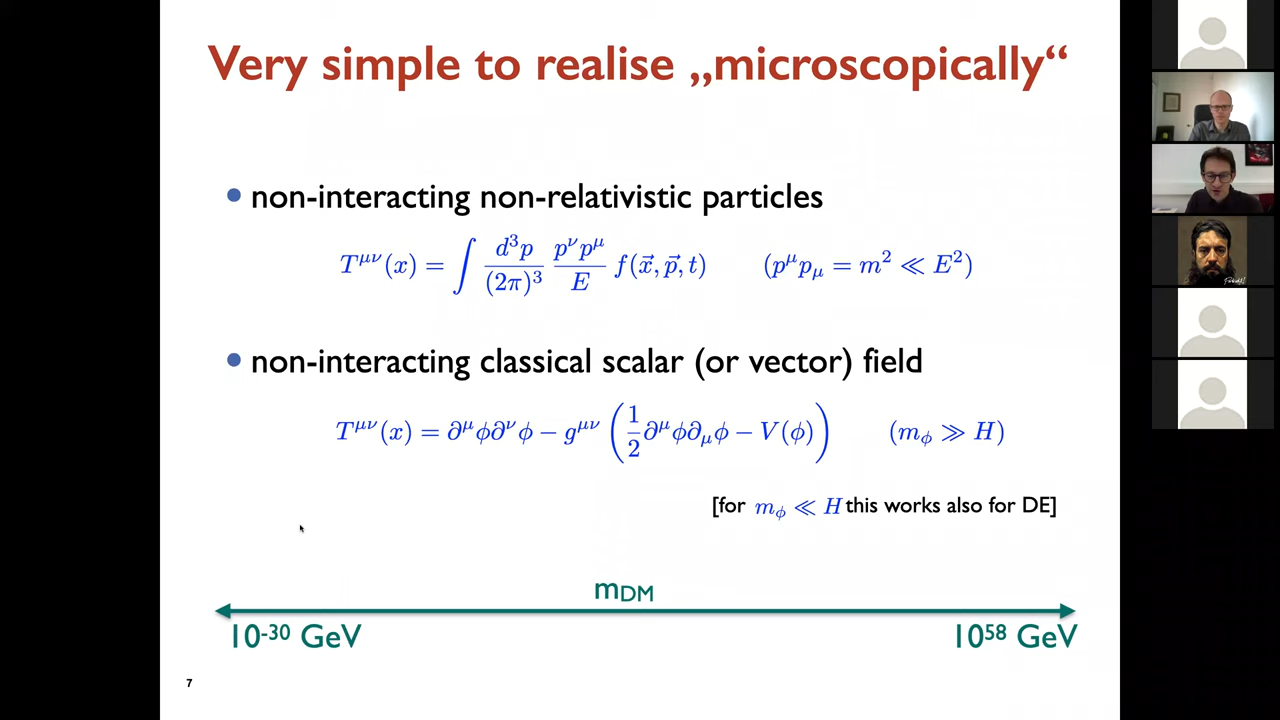 Very simple to realise „microscopically“
• non-interacting non-relativistic particles
T^{μν}(x) = ∫ d³p/(2π)³ p^ν p^μ/E f(x⃗, p⃗, t) (p^μ p_μ = m² ≪ E²)
• non-interacting classical scalar (or vector) field
T^{μν}(x) = ∂^μϕ∂^νϕ − g^{μν} (1/2 ∂^μϕ∂_μϕ − V(ϕ)) (m_ϕ ≫ H)
[for m_ϕ ≪ H this works also for DE]
m_{DM}
10^{-30} GeV 10^{58} GeV
7